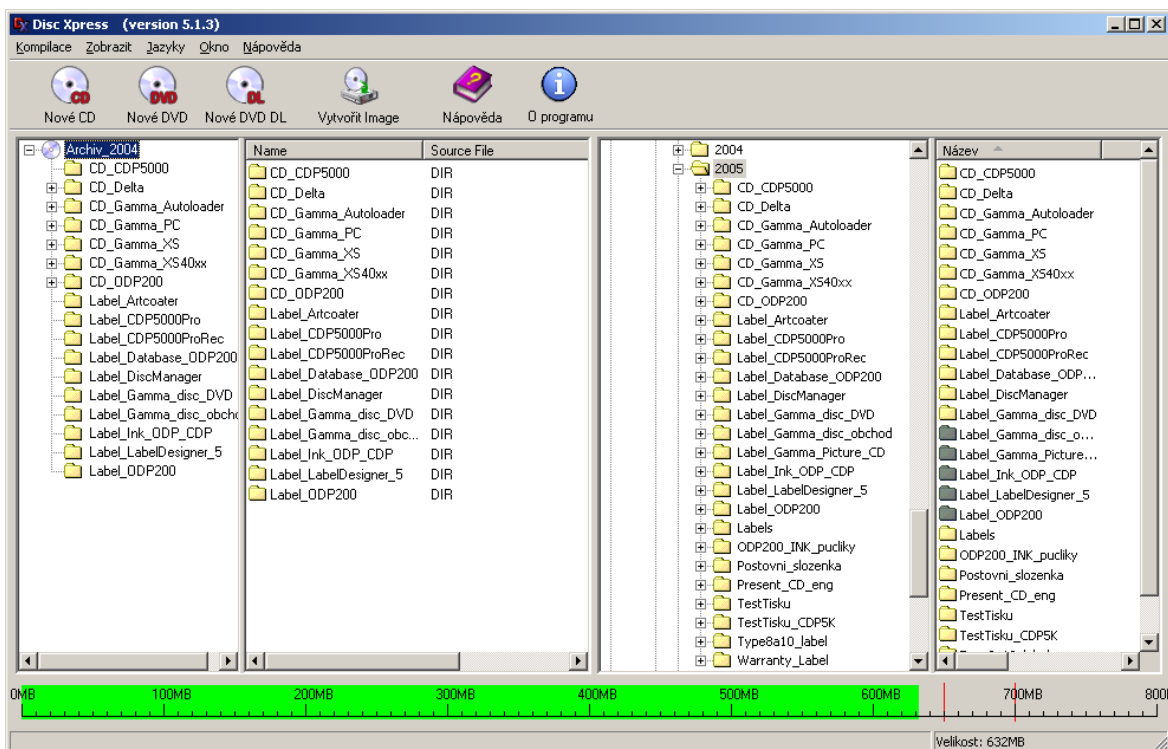 Disc Xpress (version 5.1.3)
Kompilace Zobrazit Jazyky Okno Nápověda
CD DVD DL
Nové CD Nové DVD Nové DVD DL Vytvořit Image Nápověda O programu
Archiv_2004
CD_CDP5000
CD_Delta
CD_Gamma_Autoloader
CD_Gamma_PC
CD_Gamma_XS
CD_Gamma_XS40xx
CD_ODP200
Label_Artcoater
Label_CDP5000Pro
Label_CDP5000ProRec
Label_Database_ODP200
Label_DiscManager
Label_Gamma_disc_DVD
Label_Gamma_disc_obch
Label_Ink_ODP_CDP
Label_LabelDesigner_5
Label_ODP200
Name Source File
CD_CDP5000 DIR
CD_Delta DIR
CD_Gamma_Autoloader DIR
CD_Gamma_PC DIR
CD_Gamma_XS DIR
CD_Gamma_XS40xx DIR
CD_ODP200 DIR
Label_Artcoater DIR
Label_CDP5000Pro DIR
Label_CDP5000ProRec DIR
Label_Database_ODP200 DIR
Label_DiscManager DIR
Label_Gamma_disc_DVD DIR
Label_Gamma_disc_obc... DIR
Label_Ink_ODP_CDP DIR
Label_LabelDesigner_5 DIR
Label_ODP200 DIR
2004
2005
CD_CDP5000
CD_Delta
CD_Gamma_Autoloader
CD_Gamma_PC
CD_Gamma_XS
CD_Gamma_XS40xx
CD_ODP200
Label_Artcoater
Label_CDP5000Pro
Label_CDP5000ProRec
Label_Database_ODP200
Label_DiscManager
Label_Gamma_disc_DVD
Label_Gamma_disc_obchod
Label_Gamma_Picture_CD
Label_Ink_ODP_CDP
Label_LabelDesigner_5
Label_ODP200
Labels
ODP200_INK_pucliky
Postovni_slozenka
Present_CD_eng
TestTisku
TestTisku_CDP5K
Type8a10_label
Warranty_Label
Název
CD_CDP5000
CD_Delta
CD_Gamma_Autoloader
CD_Gamma_PC
CD_Gamma_XS
CD_Gamma_XS40xx
CD_ODP200
Label_Artcoater
Label_CDP5000Pro
Label_CDP5000ProRec
Label_Database_ODP...
Label_DiscManager
Label_Gamma_disc_DVD
Label_Gamma_disc_o...
Label_Gamma_Picture...
Label_Ink_ODP_CDP
Label_LabelDesigner_5
Label_ODP200
Labels
ODP200_INK_pucliky
Postovni_slozenka
Present_CD_eng
TestTisku
TestTisku_CDP5K
0MB 100MB 200MB 300MB 400MB 500MB 600MB 700MB 800
Velikost: 632MB